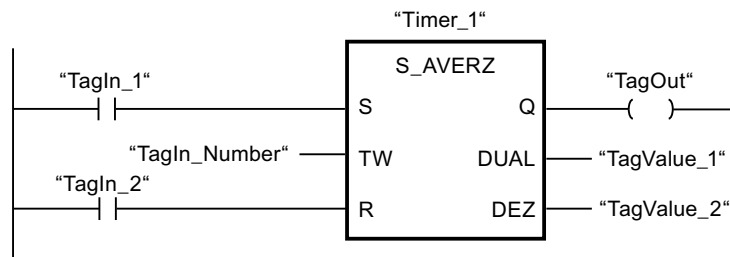 “Timer_1“
S_AVERZ
“TagIn_1“
S
Q
“TagOut“
“TagIn_Number“
TW
DUAL
“TagValue_1“
“TagIn_2“
R
DEZ
“TagValue_2“